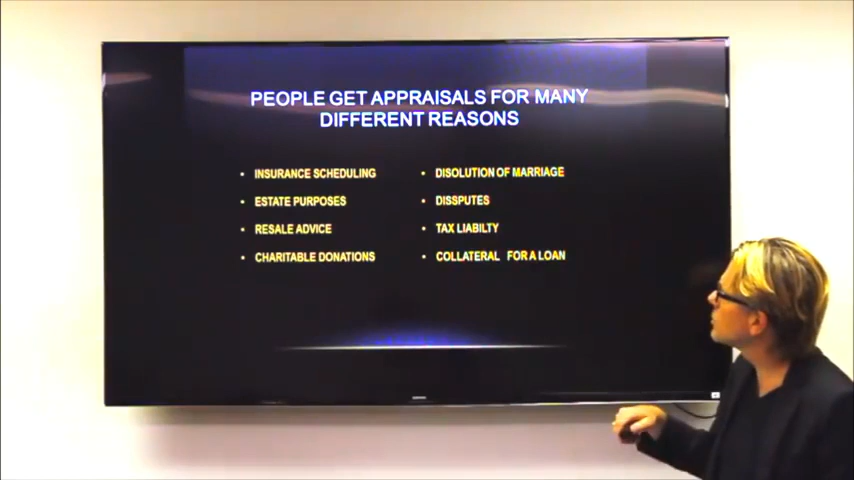 PEOPLE GET APPRAISALS FOR MANY
DIFFERENT REASONS
• INSURANCE SCHEDULING
• ESTATE PURPOSES
• RESALE ADVICE
• CHARITABLE DONATIONS
• DISOLUTION OF MARRIAGE
• DISSPUTES
• TAX LIABILTY
• COLLATERAL FOR A LOAN